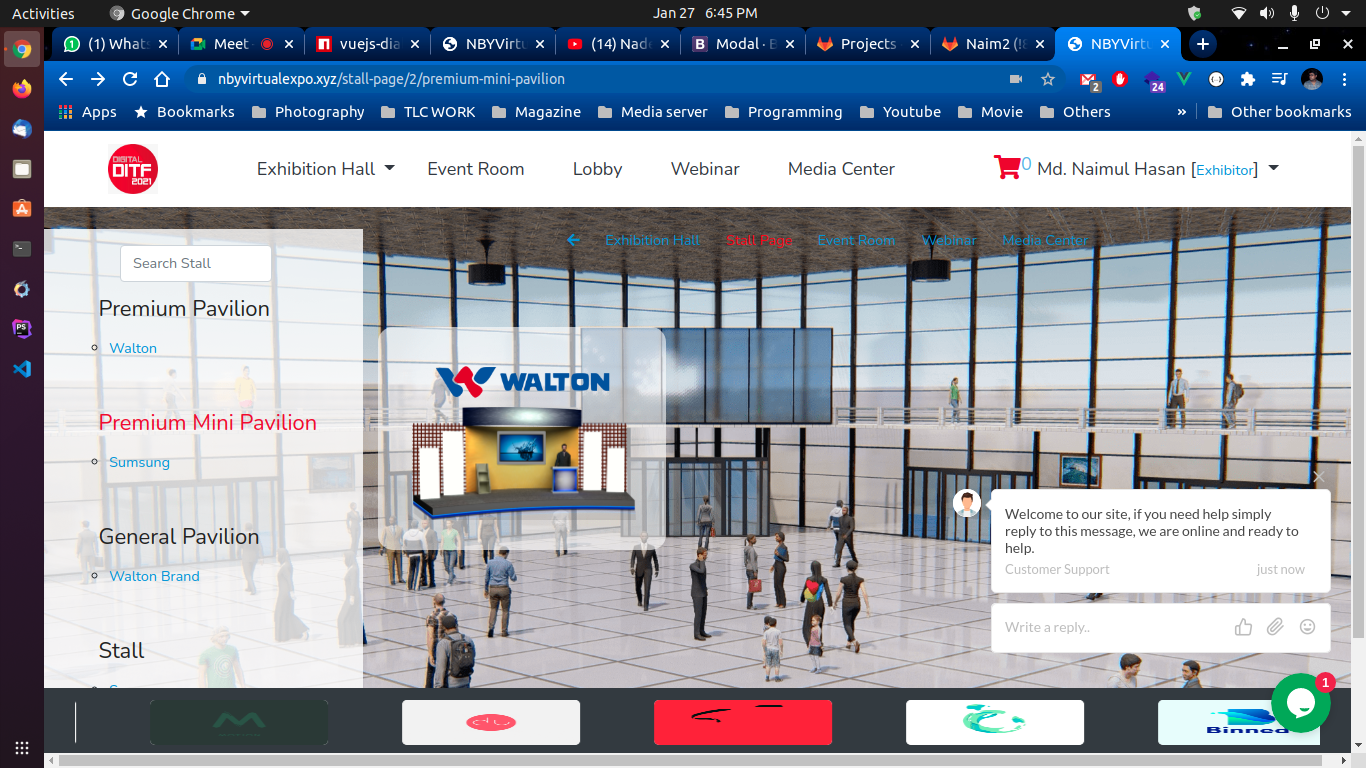 Activities
Google Chrome
Jan 27 6:45 PM
(1) Whats
Meet -
vuejs-dia
NBYVirtu
(14) Nade
Modal · B
Projects ·
Naim2 (!8
NBYVirtu
nbyvirtualexpo.xyz/stall-page/2/premium-mini-pavilion
2
24
Apps
Bookmarks
Photography
TLC WORK
Magazine
Media server
Programming
Youtube
Movie
Others
»
Other bookmarks
DIGITAL
DITF
2021
Exhibition Hall
Event Room
Lobby
Webinar
Media Center
0
Md. Naimul Hasan [Exhibitor]
Exhibition Hall
Stall Page
Event Room
Webinar
Media Center
Search Stall
Premium Pavilion
Walton
Premium Mini Pavilion
Sumsung
General Pavilion
Walton Brand
Stall
WALTON
Welcome to our site, if you need help simply
reply to this message, we are online and ready to
help.
Customer Support
just now
Write a reply..
1
Binned
PS